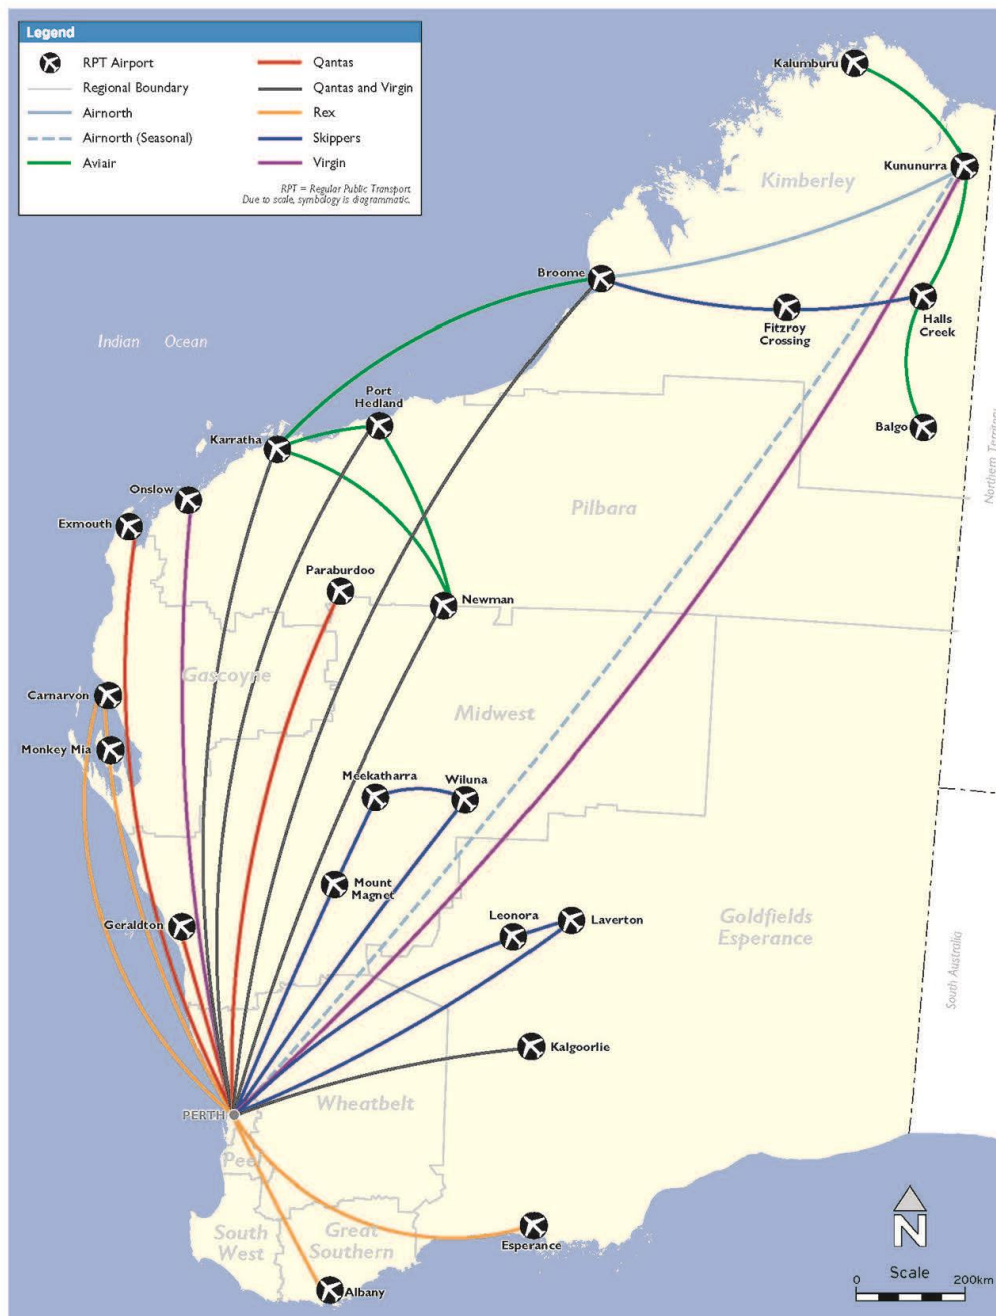 Legend
RPT Airport
Regional Boundary
Airnorth
Airnorth (Seasonal)
Aviair
Qantas
Qantas and Virgin
Rex
Skippers
Virgin
RPT = Regional Public Transport
Due to scale, symbology is diagrammatic.
Kalumburu
Kununurra
Kimberley
Broome
Fitzroy
Crossing
Halls
Creek
Indian Ocean
Port
Hedland
Karratha
Balgo
Northern Territory
Onslow
Exmouth
Pilbara
Paraburdoo
Newman
Gascoyne
Carnarvon
Midwest
Monkey Mia
Meekatharra
Wiluna
Mount
Magnet
Geraldton
Leonora
Laverton
Goldfields
Esperance
South Australia
Kalgoorlie
PERTH
Wheatbelt
Peel
South
West
Great
Southern
Esperance
Albany
N
Scale
0 200km